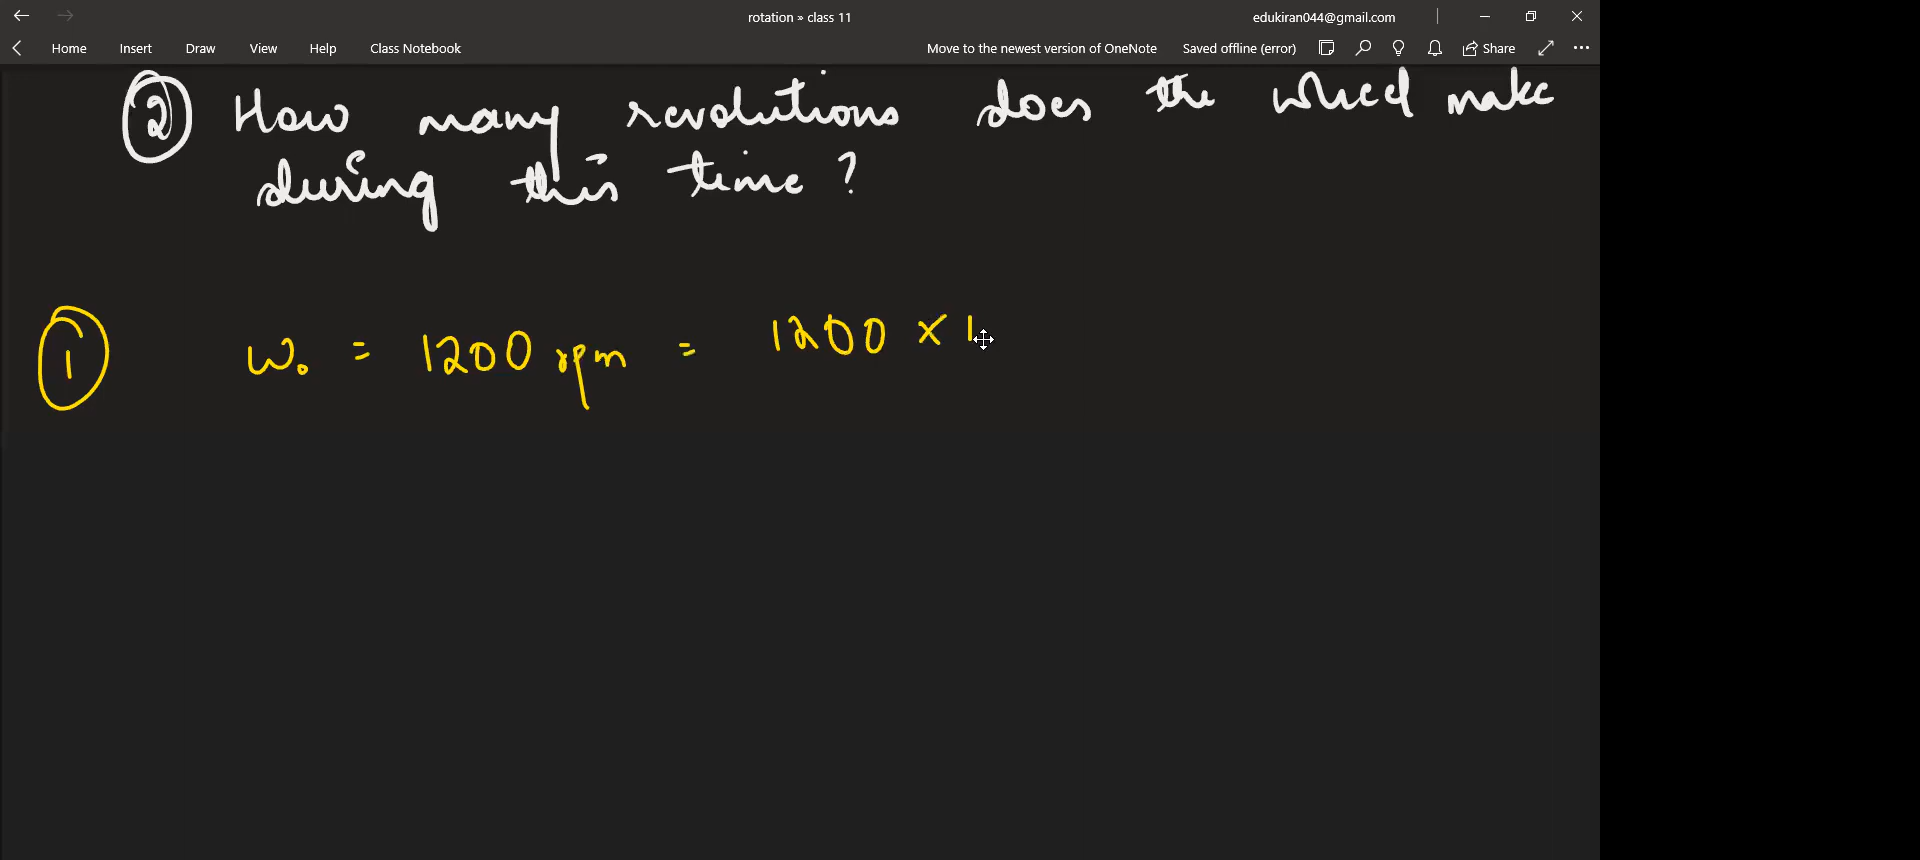 rotation » class 11
edukiran044@gmail.com
Home Insert Draw View Help Class Notebook
Move to the newest version of OneNote Saved offline (error) Share
② How many revolutions does the wheel make
during this time ?
① ω₀ = 1200 rpm = 1200 × 1